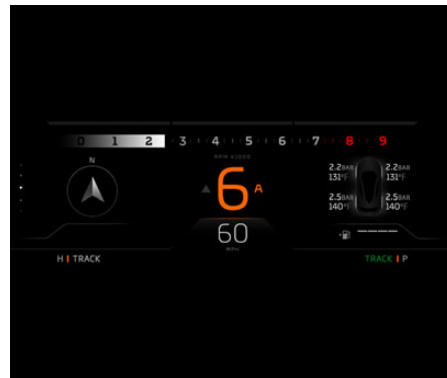 0 1 2 3 4 5 6 7 8 9
RPM X1000
N
6 A
2.2BAR 2.2BAR
131°F 131°F
2.5BAR 2.5BAR
140°F 140°F
60
MPH
H I TRACK
TRACK I P